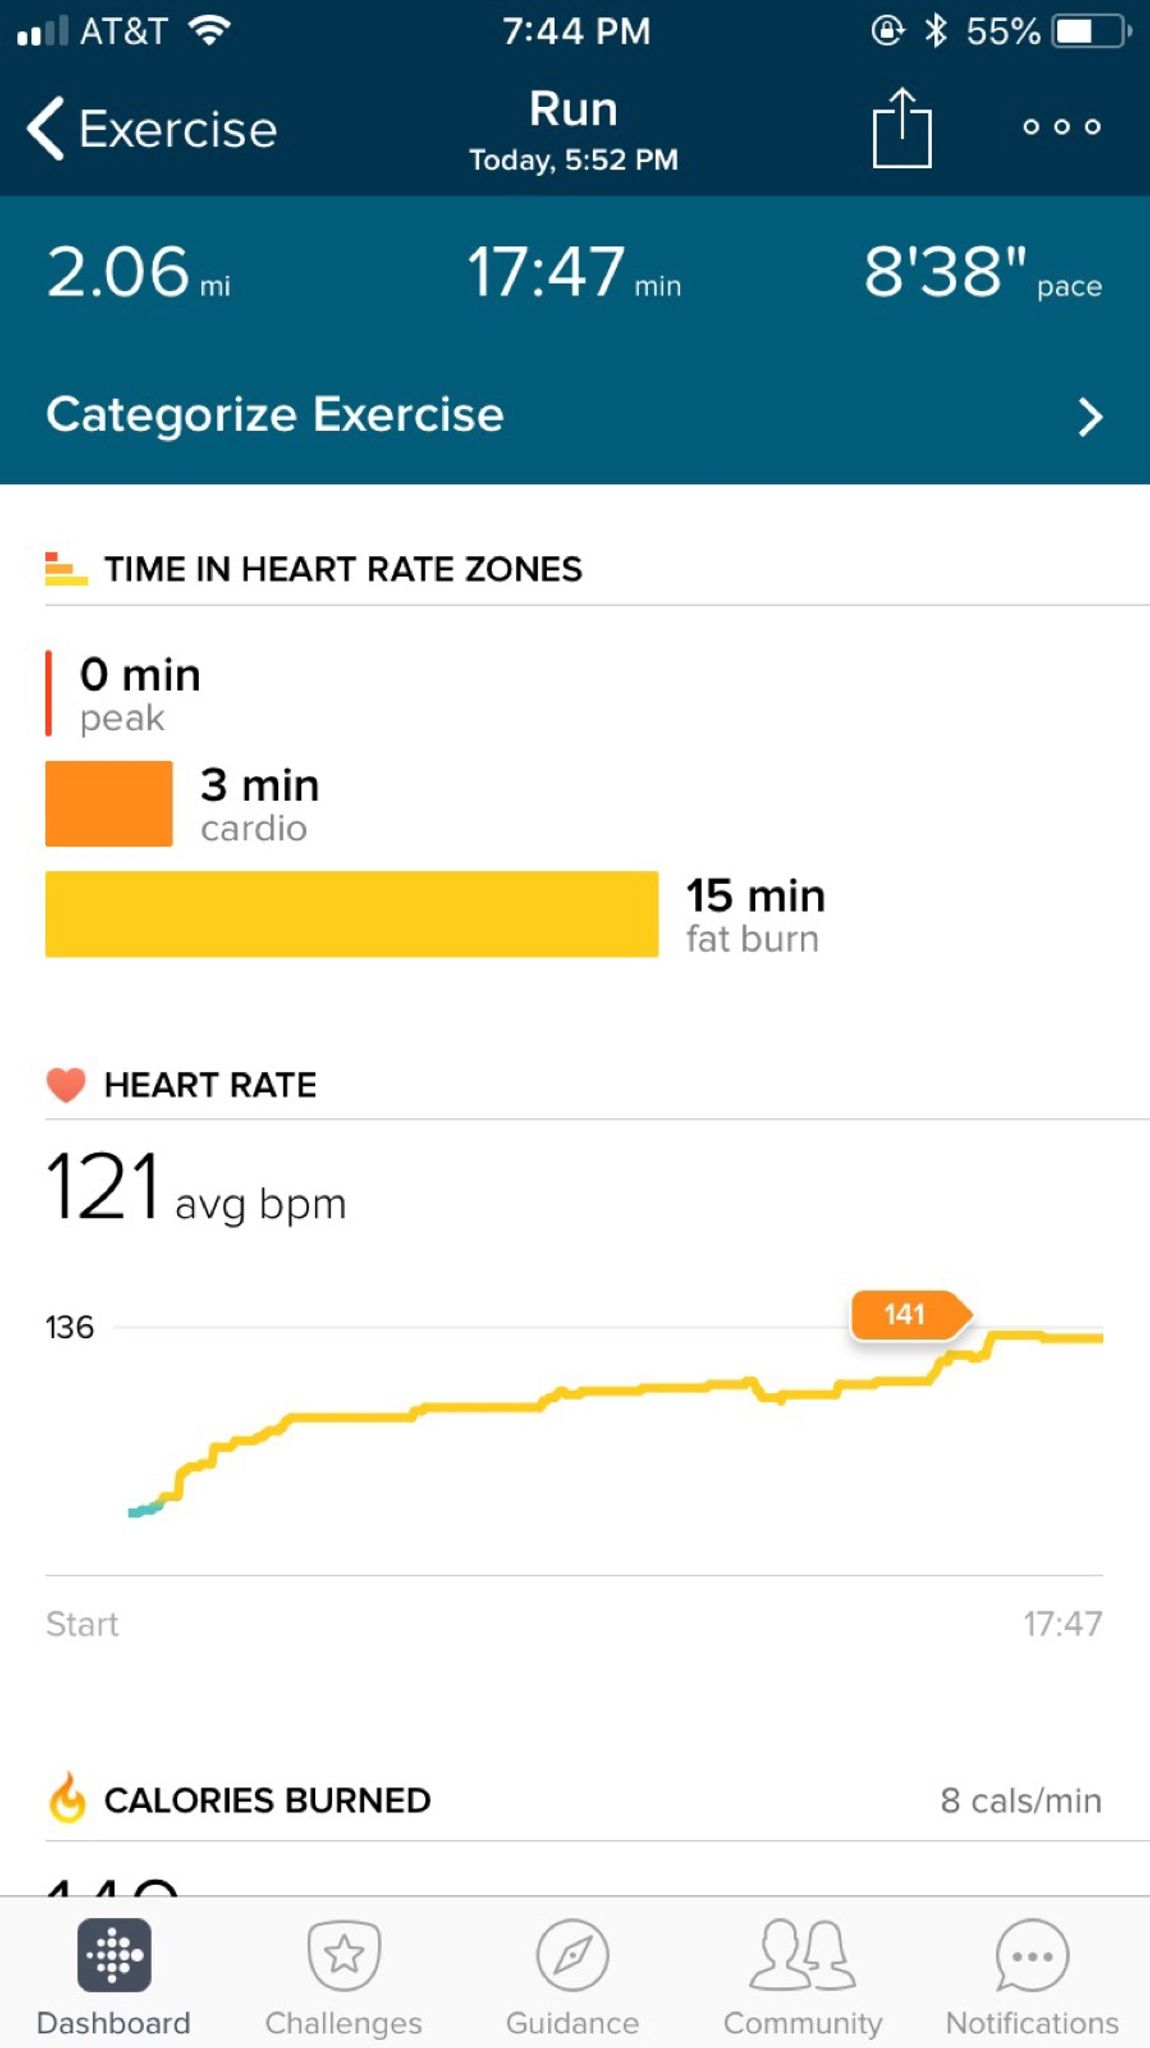 AT&T 7:44 PM 55%
Exercise Run
Today, 5:52 PM
2.06 mi 17:47 min 8'38" pace
Categorize Exercise
TIME IN HEART RATE ZONES
0 min
peak
3 min
cardio
15 min
fat burn
HEART RATE
121 avg bpm
136 141
Start 17:47
CALORIES BURNED 8 cals/min
Dashboard Challenges Guidance Community Notifications